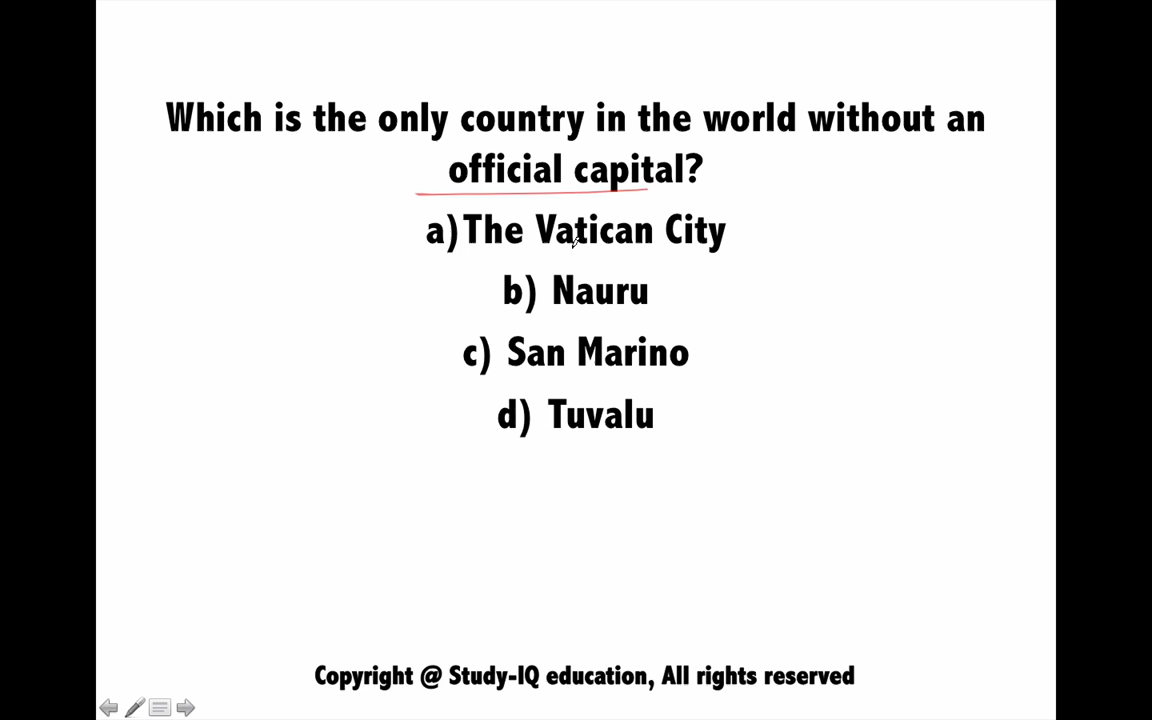 Which is the only country in the world without an
official capital?
a)The Vatican City
b) Nauru
c) San Marino
d) Tuvalu
Copyright @ Study-IQ education, All rights reserved